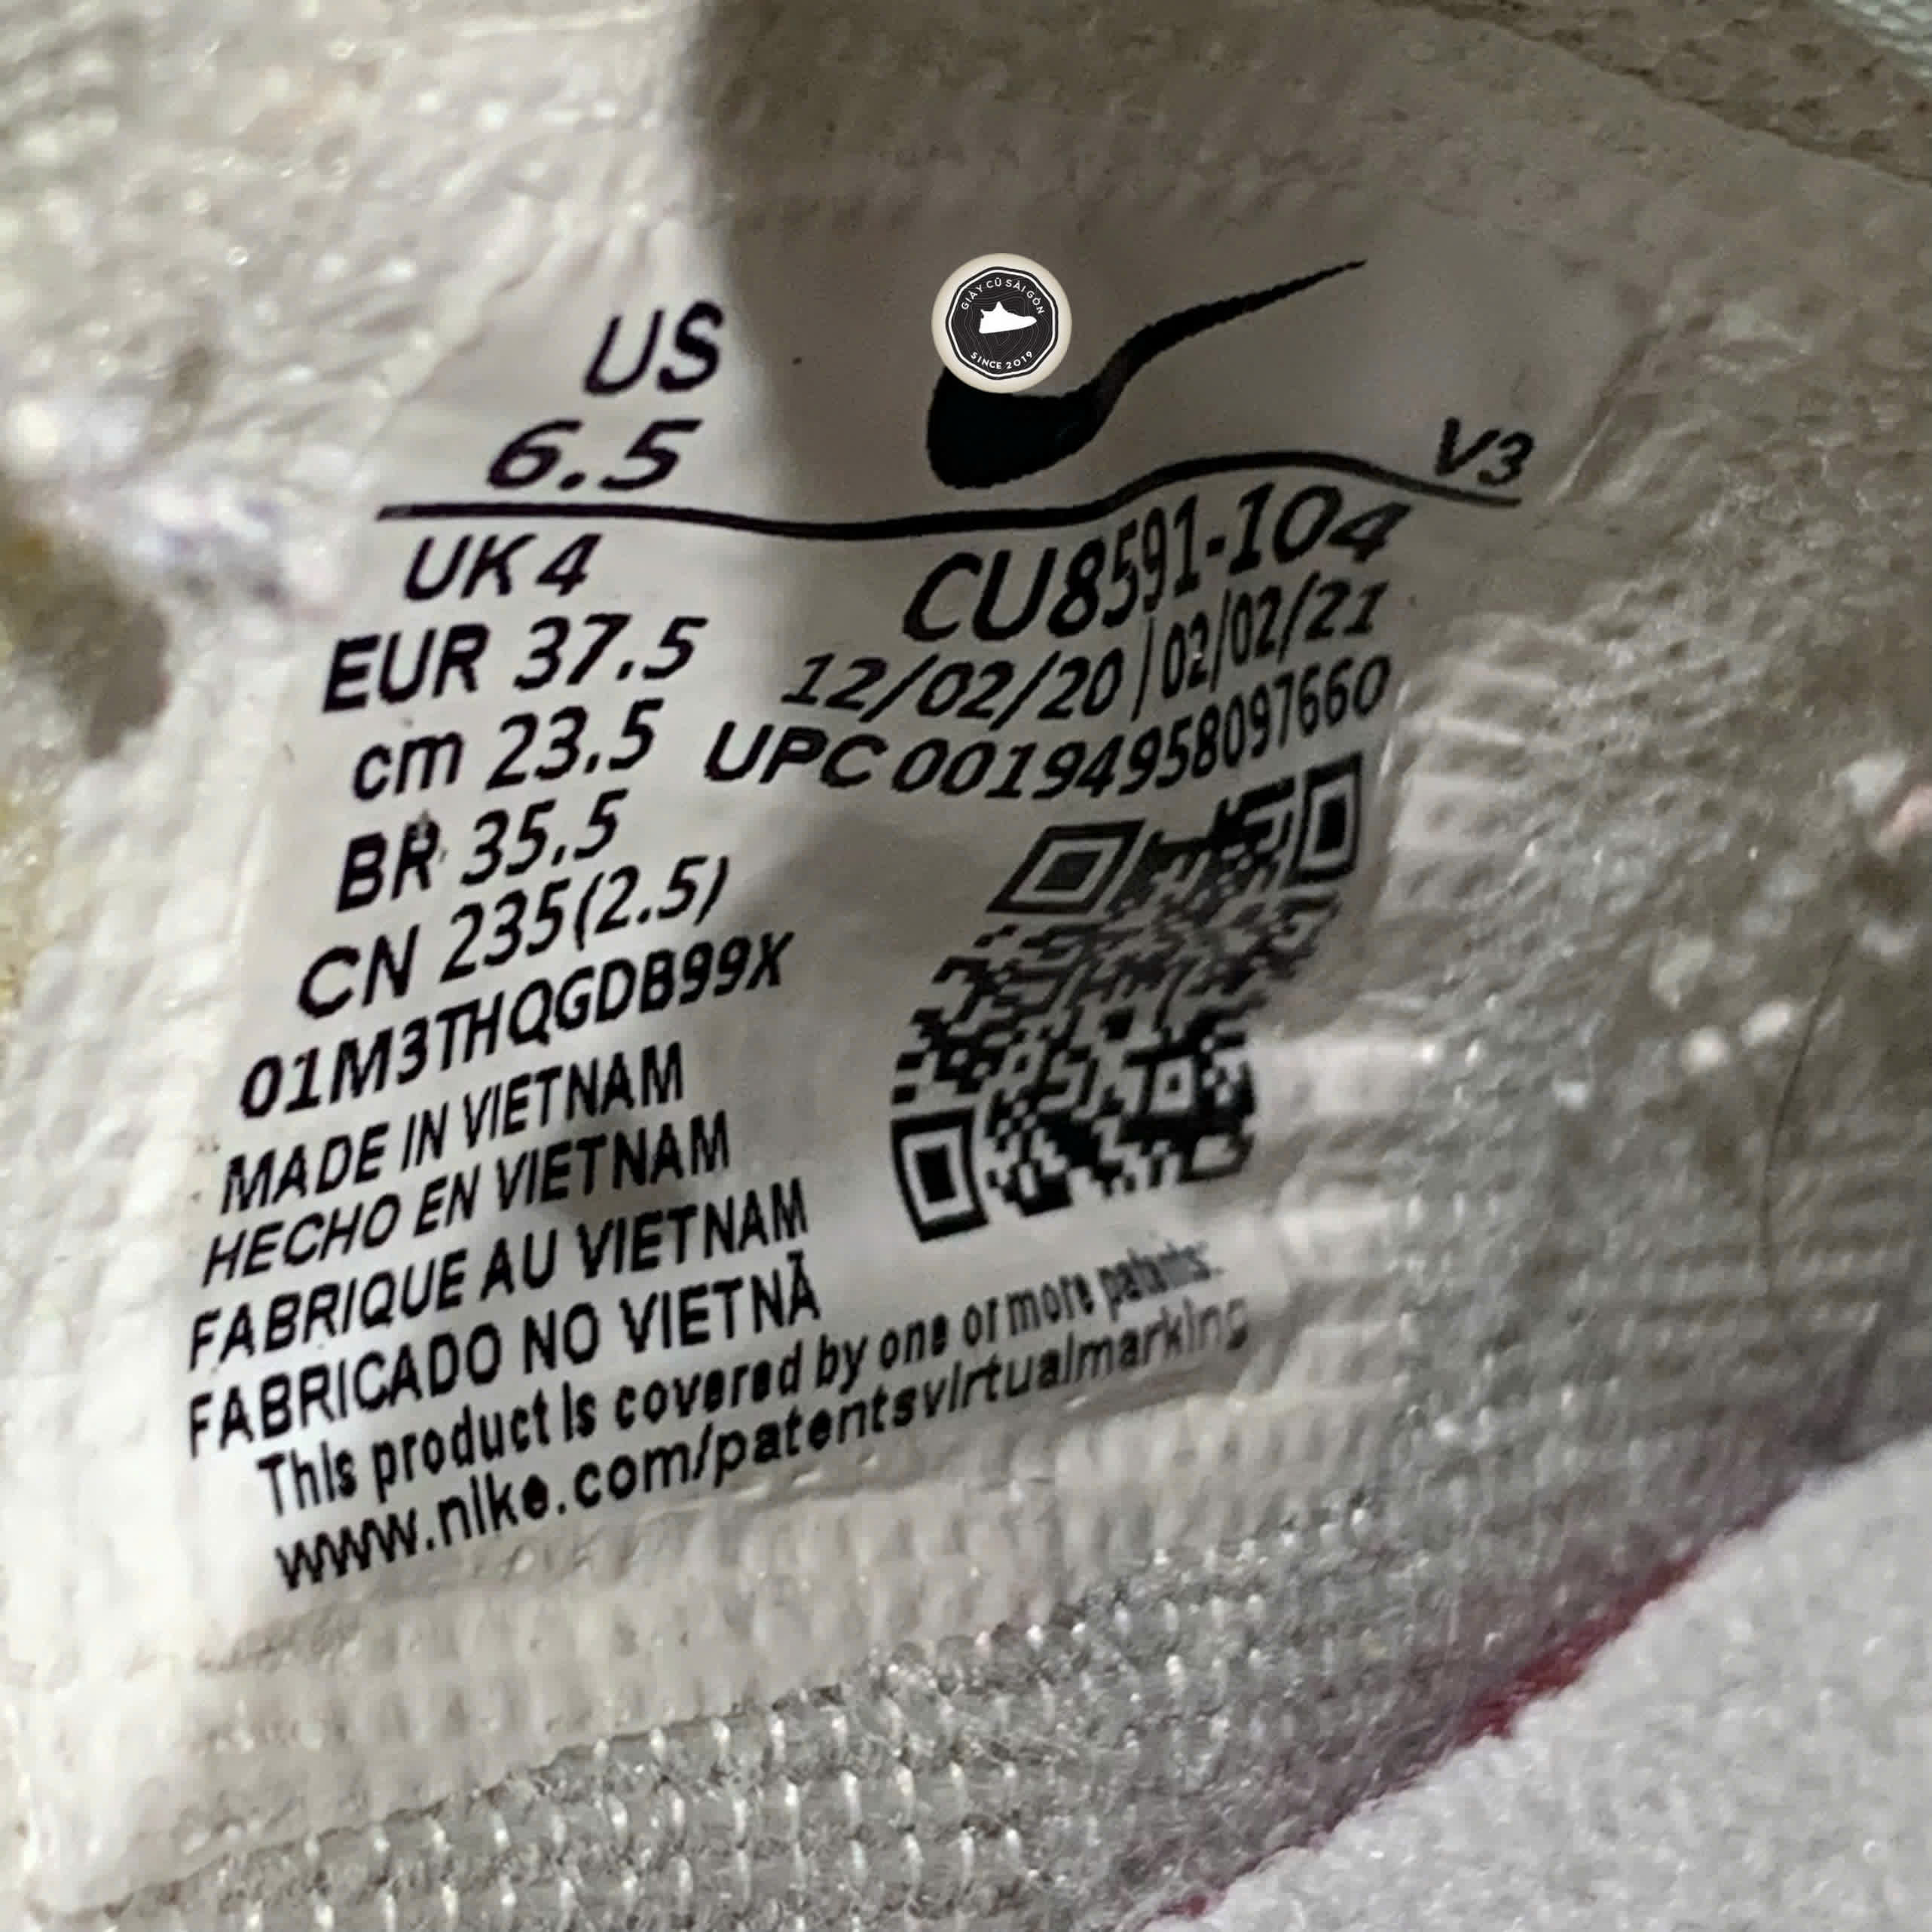 GIÀY CŨ SÀI GÒN
SINCE 2019
US
6.5
V3
UK 4
EUR 37.5
cm 23.5
BR 35.5
CN 235(2.5)
01M3THQGDB99X
CU8591-104
12/02/20 / 02/02/21
UPC 00194958097660
MADE IN VIETNAM
HECHO EN VIETNAM
FABRIQUE AU VIETNAM
FABRICADO NO VIETNÃ
This product is covered by one or more patents:
www.nike.com/patentsvirtualmarking